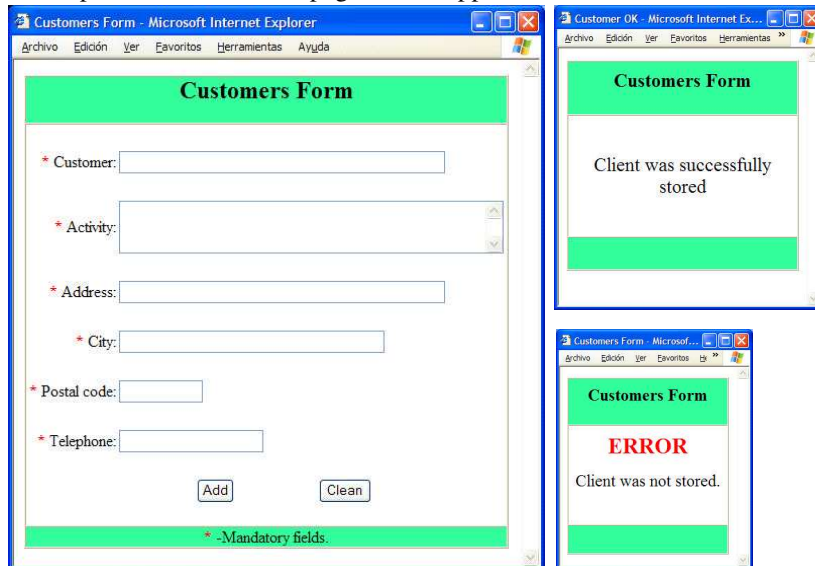 Customers Form - Microsoft Internet Explorer
Archivo Edición Ver Favoritos Herramientas Ayuda
Customers Form
* Customer:
* Activity:
* Address:
* City:
* Postal code:
* Telephone:
Add Clean
* -Mandatory fields.
Customer OK - Microsoft Internet Ex...
Archivo Edición Ver Favoritos Herramientas »
Customers Form
Client was successfully
stored
Customers Form - Microsof...
Archivo Edición Ver Favoritos »
Customers Form
ERROR
Client was not stored.